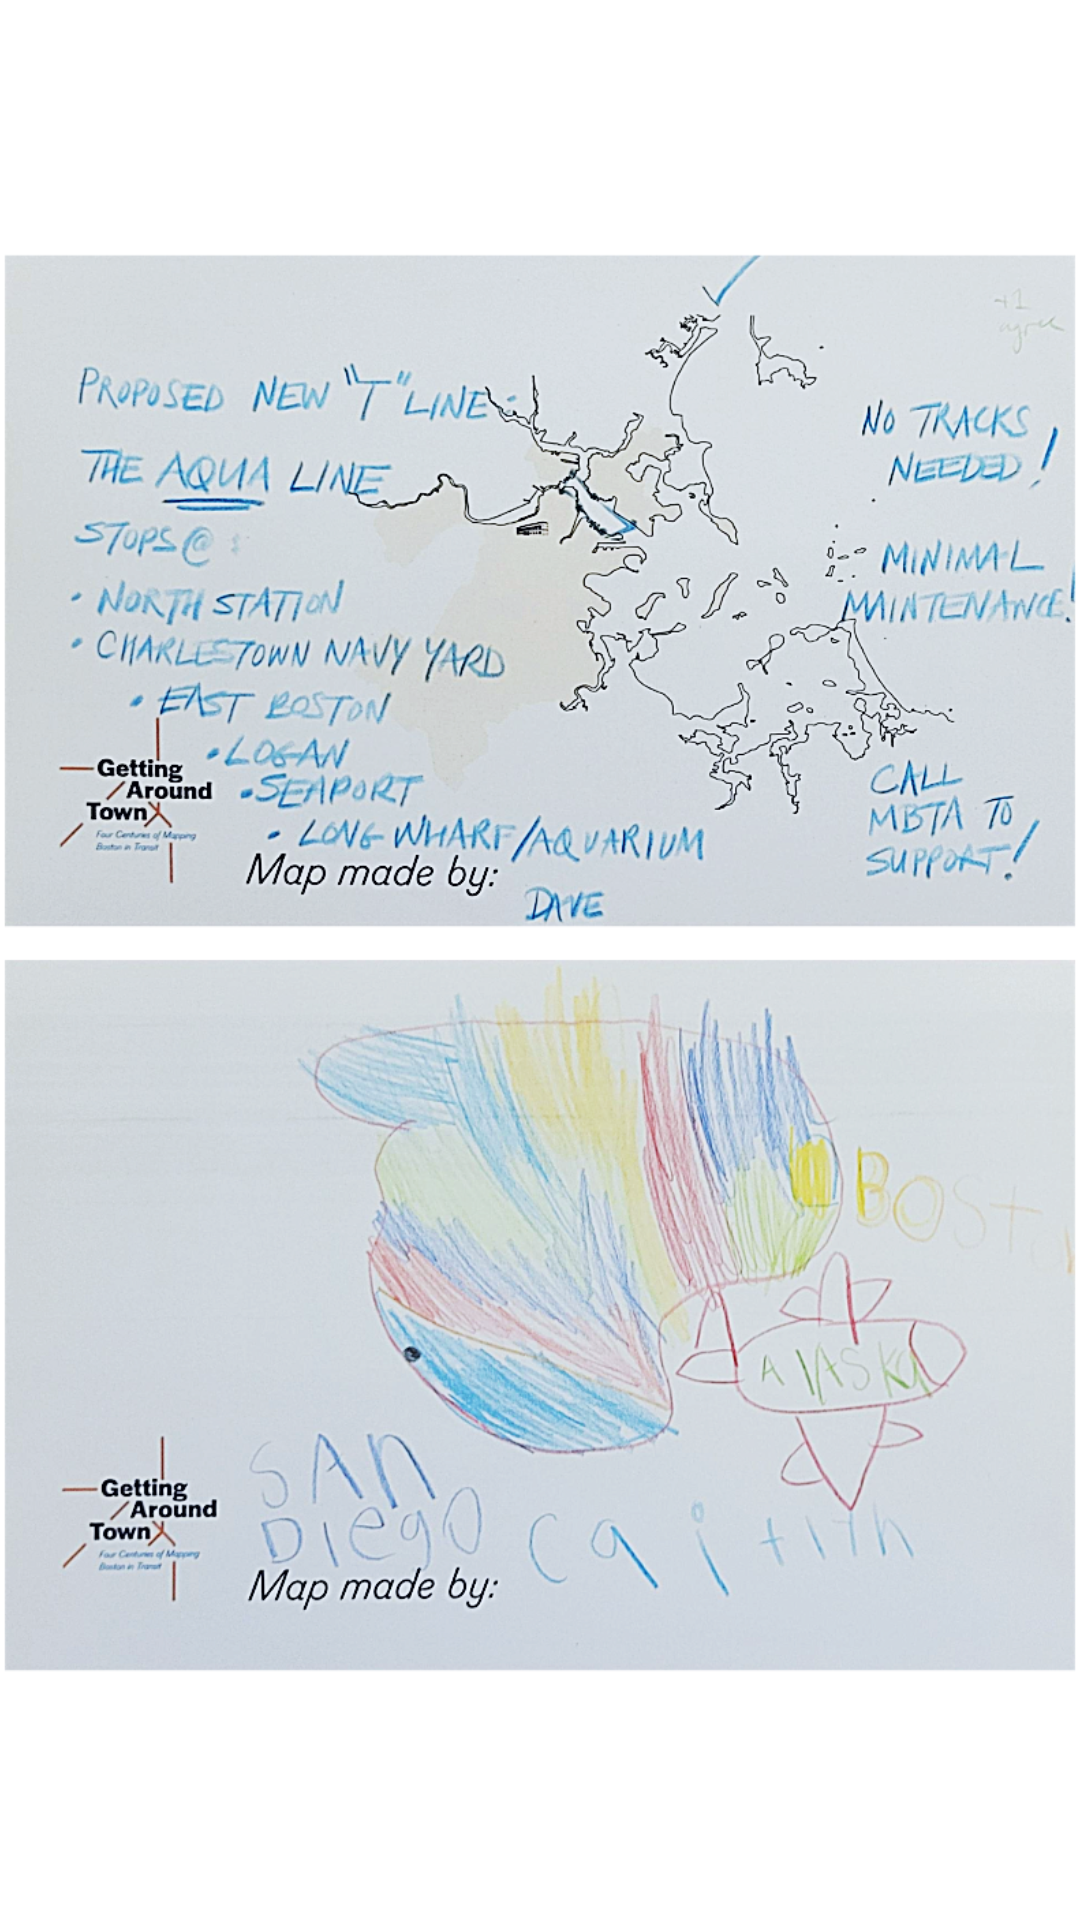 +1
agree
PROPOSED NEW "T" LINE:
THE AQUA LINE
STOPS@:
• NORTH STATION
• CHARLESTOWN NAVY YARD
• EAST BOSTON
• LOGAN
• SEAPORT
• LONG WHARF/AQUARIUM
NO TRACKS
NEEDED!
MINIMAL
MAINTENANCE!
CALL
MBTA TO
SUPPORT!
Getting
Around
Town
Four Centuries of Mapping
Boston in Transit
Map made by:
DAVE
BOSTON
ALASKA
SAN
DIEGO
Getting
Around
Town
Four Centuries of Mapping
Boston in Transit
Map made by: